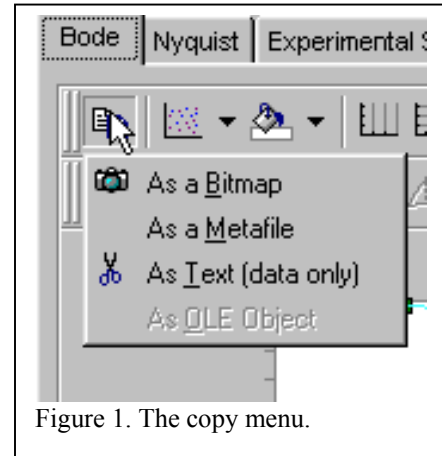 Bode
Nyquist
Experimental S
As a Bitmap
As a Metafile
As Text (data only)
As OLE Object
Figure 1. The copy menu.